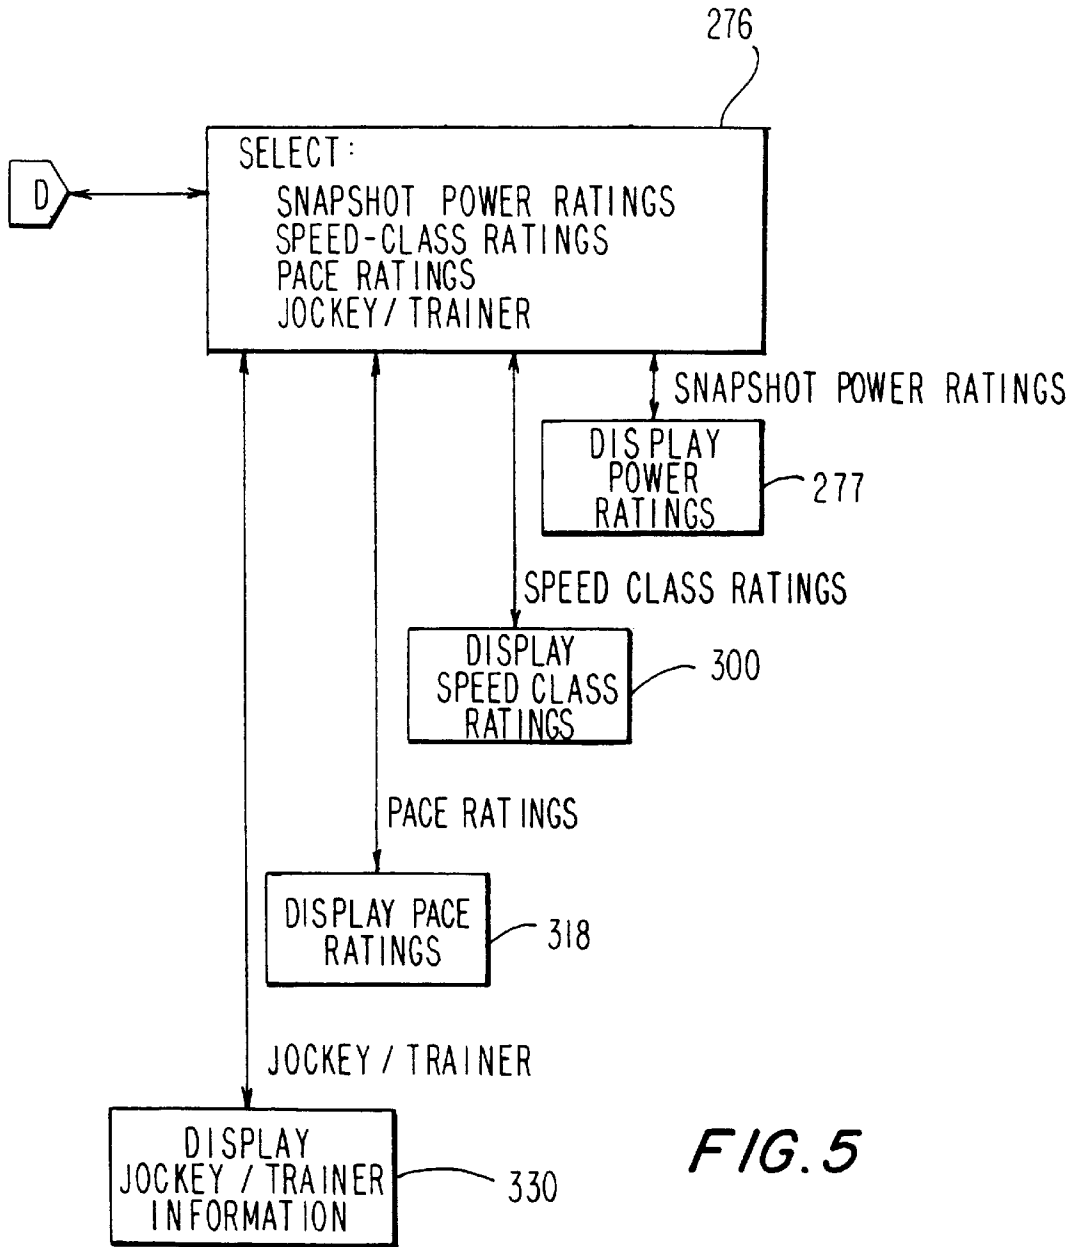 276
SELECT:
D
SNAPSHOT POWER RATINGS
SPEED-CLASS RATINGS
PACE RATINGS
JOCKEY/TRAINER
SNAPSHOT POWER RATINGS
DISPLAY
POWER
RATINGS
277
SPEED CLASS RATINGS
DISPLAY
SPEED CLASS
RATINGS
300
PACE RATINGS
DISPLAY PACE
RATINGS
318
JOCKEY / TRAINER
DISPLAY
JOCKEY / TRAINER
INFORMATION
330
FIG. 5